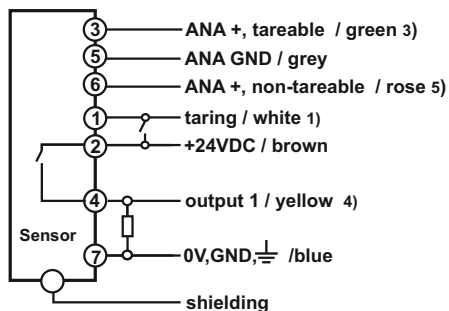 3 ANA +, tareable / green 3)
5 ANA GND / grey
6 ANA +, non-tareable / rose 5)
1 taring / white 1)
2 +24VDC / brown
4 output 1 / yellow 4)
Sensor
7 0V,GND, /blue
shielding